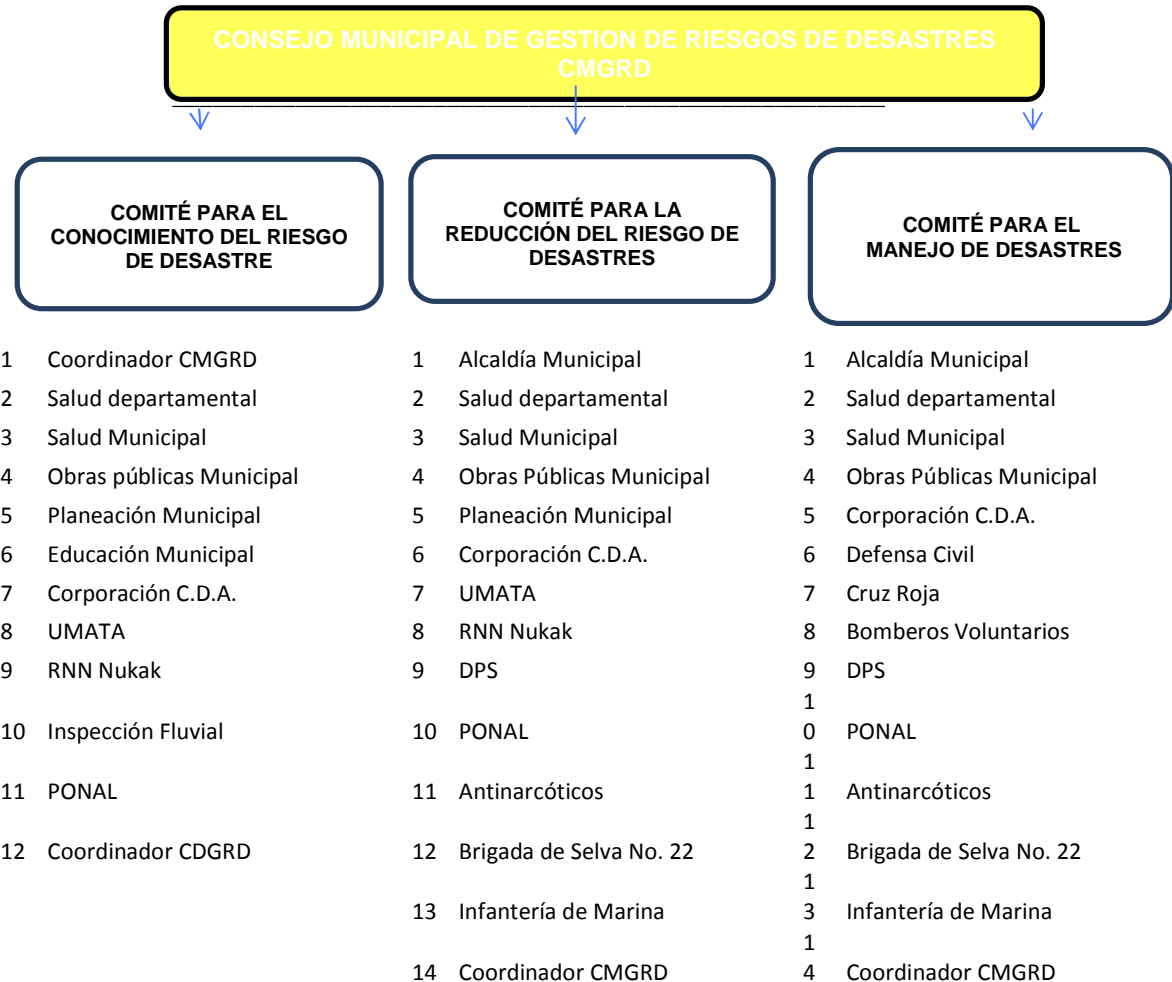 CONSEJO MUNICIPAL DE GESTION DE RIESGOS DE DESASTRES
CMGRD
COMITÉ PARA EL
CONOCIMIENTO DEL RIESGO
DE DESASTRE
1 Coordinador CMGRD
2 Salud departamental
3 Salud Municipal
4 Obras públicas Municipal
5 Planeación Municipal
6 Educación Municipal
7 Corporación C.D.A.
8 UMATA
9 RNN Nukak
10 Inspección Fluvial
11 PONAL
12 Coordinador CDGRD
COMITÉ PARA LA
REDUCCIÓN DEL RIESGO DE
DESASTRES
1 Alcaldía Municipal
2 Salud departamental
3 Salud Municipal
4 Obras Públicas Municipal
5 Planeación Municipal
6 Corporación C.D.A.
7 UMATA
8 RNN Nukak
9 DPS
10 PONAL
11 Antinarcóticos
12 Brigada de Selva No. 22
13 Infantería de Marina
14 Coordinador CMGRD
COMITÉ PARA EL
MANEJO DE DESASTRES
1 Alcaldía Municipal
2 Salud departamental
3 Salud Municipal
4 Obras Públicas Municipal
5 Corporación C.D.A.
6 Defensa Civil
7 Cruz Roja
8 Bomberos Voluntarios
9 DPS
1
0 PONAL
1
1 Antinarcóticos
1
2 Brigada de Selva No. 22
1
3 Infantería de Marina
1
4 Coordinador CMGRD